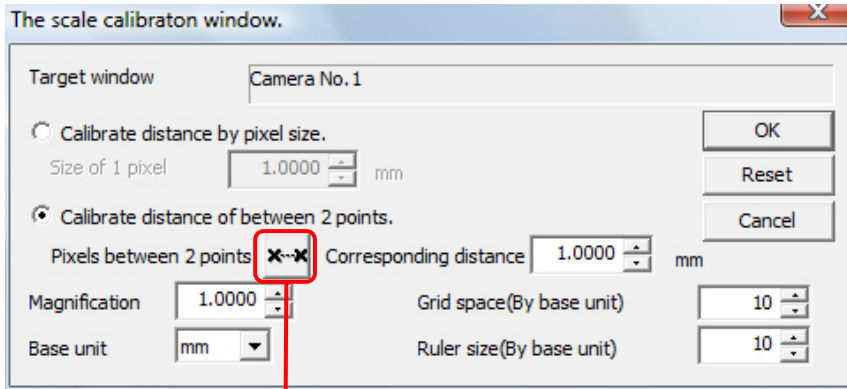 The scale calibraton window.
Target window Camera No.1
Calibrate distance by pixel size.
OK
Size of 1 pixel 1.0000 mm
Reset
Calibrate distance of between 2 points.
Cancel
Pixels between 2 points Corresponding distance 1.0000 mm
Magnification 1.0000 Grid space(By base unit) 10
Base unit mm Ruler size(By base unit) 10